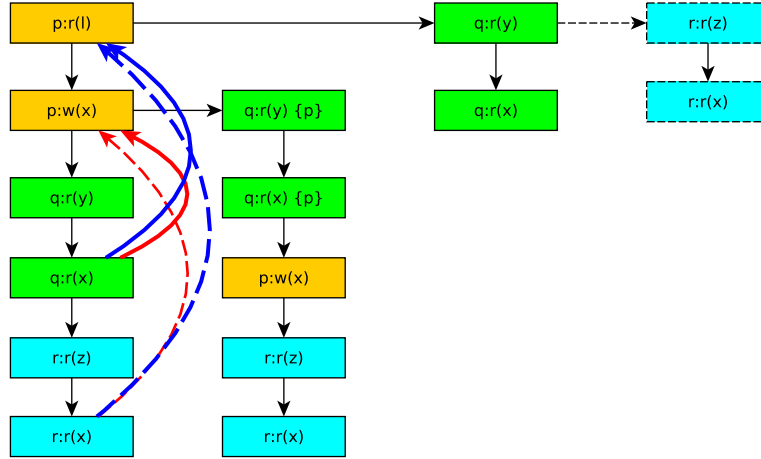 p:r(l)
q:r(y)
r:r(z)
p:w(x)
q:r(y) {p}
q:r(x)
r:r(x)
q:r(y)
q:r(x) {p}
q:r(x)
p:w(x)
r:r(z)
r:r(z)
r:r(x)
r:r(x)